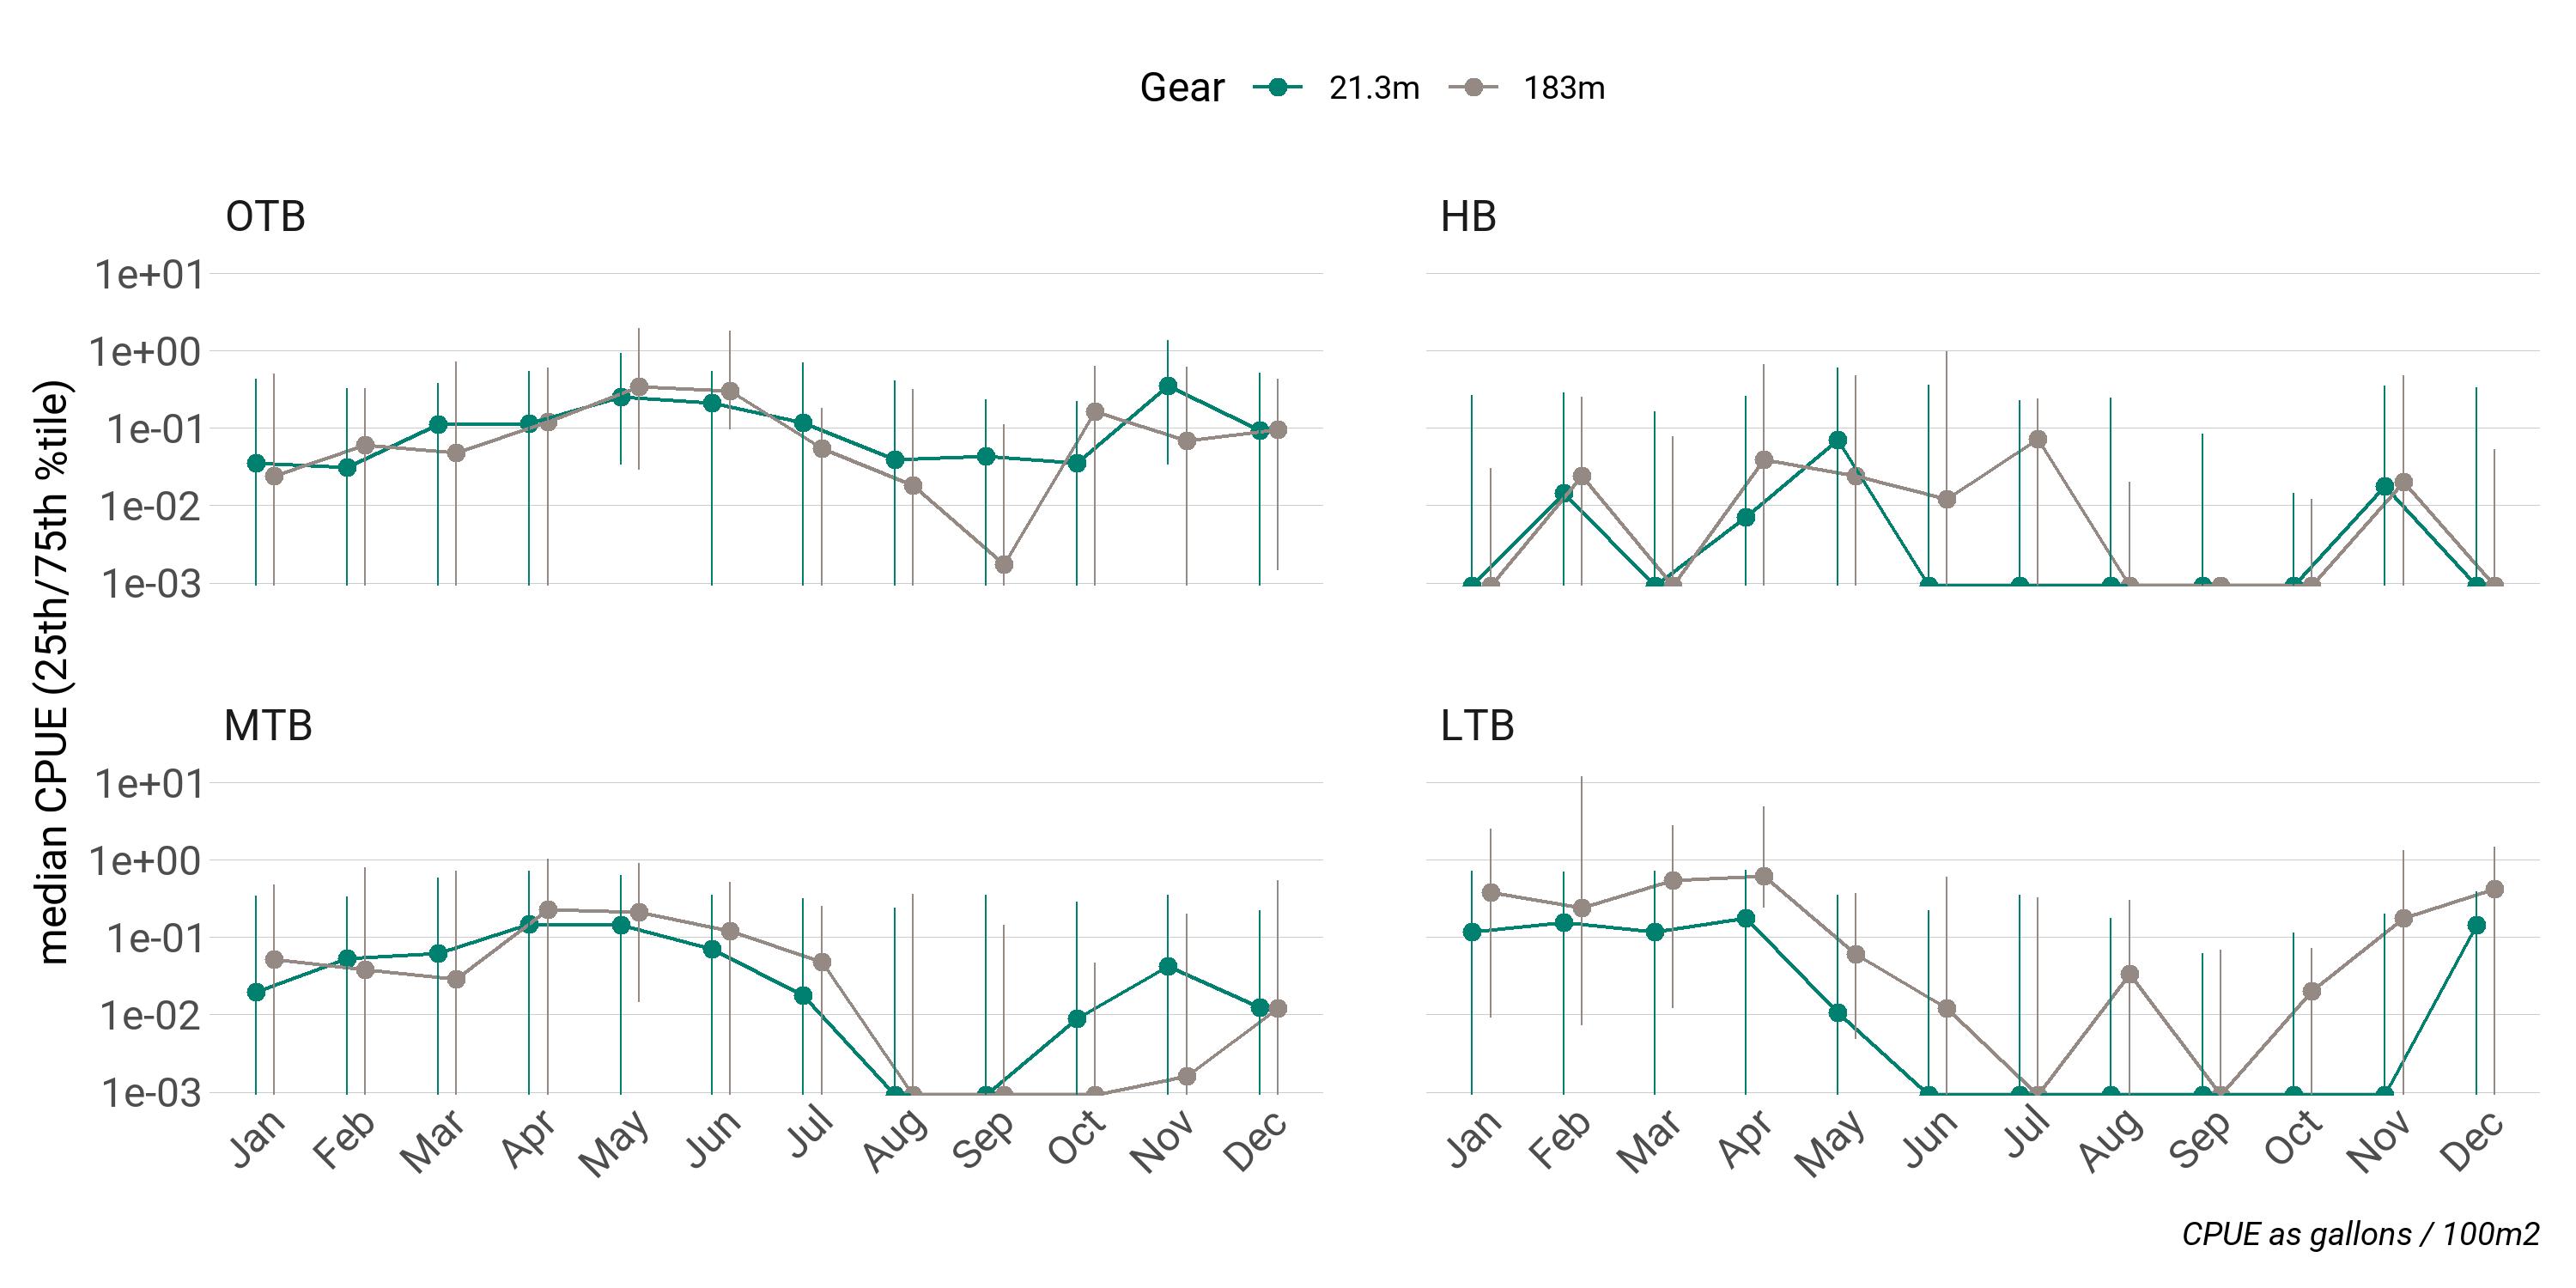 Gear 21.3m 183m
OTB
HB
1e+01
1e+00
1e-01
1e-02
1e-03
median CPUE (25th/75th %tile)
MTB
LTB
1e+01
1e+00
1e-01
1e-02
1e-03
Jan Feb Mar Apr May Jun Jul Aug Sep Oct Nov Dec
Jan Feb Mar Apr May Jun Jul Aug Sep Oct Nov Dec
CPUE as gallons / 100m2